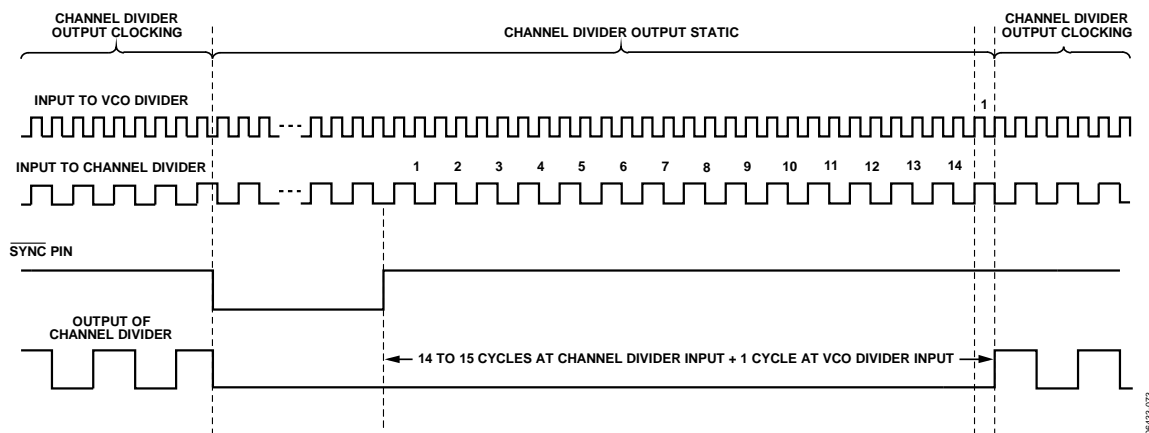 CHANNEL DIVIDER
OUTPUT CLOCKING
CHANNEL DIVIDER OUTPUT STATIC
CHANNEL DIVIDER
OUTPUT CLOCKING
INPUT TO VCO DIVIDER
1
INPUT TO CHANNEL DIVIDER
1 2 3 4 5 6 7 8 9 10 11 12 13 14
SYNC PIN
OUTPUT OF
CHANNEL DIVIDER
14 TO 15 CYCLES AT CHANNEL DIVIDER INPUT + 1 CYCLE AT VCO DIVIDER INPUT